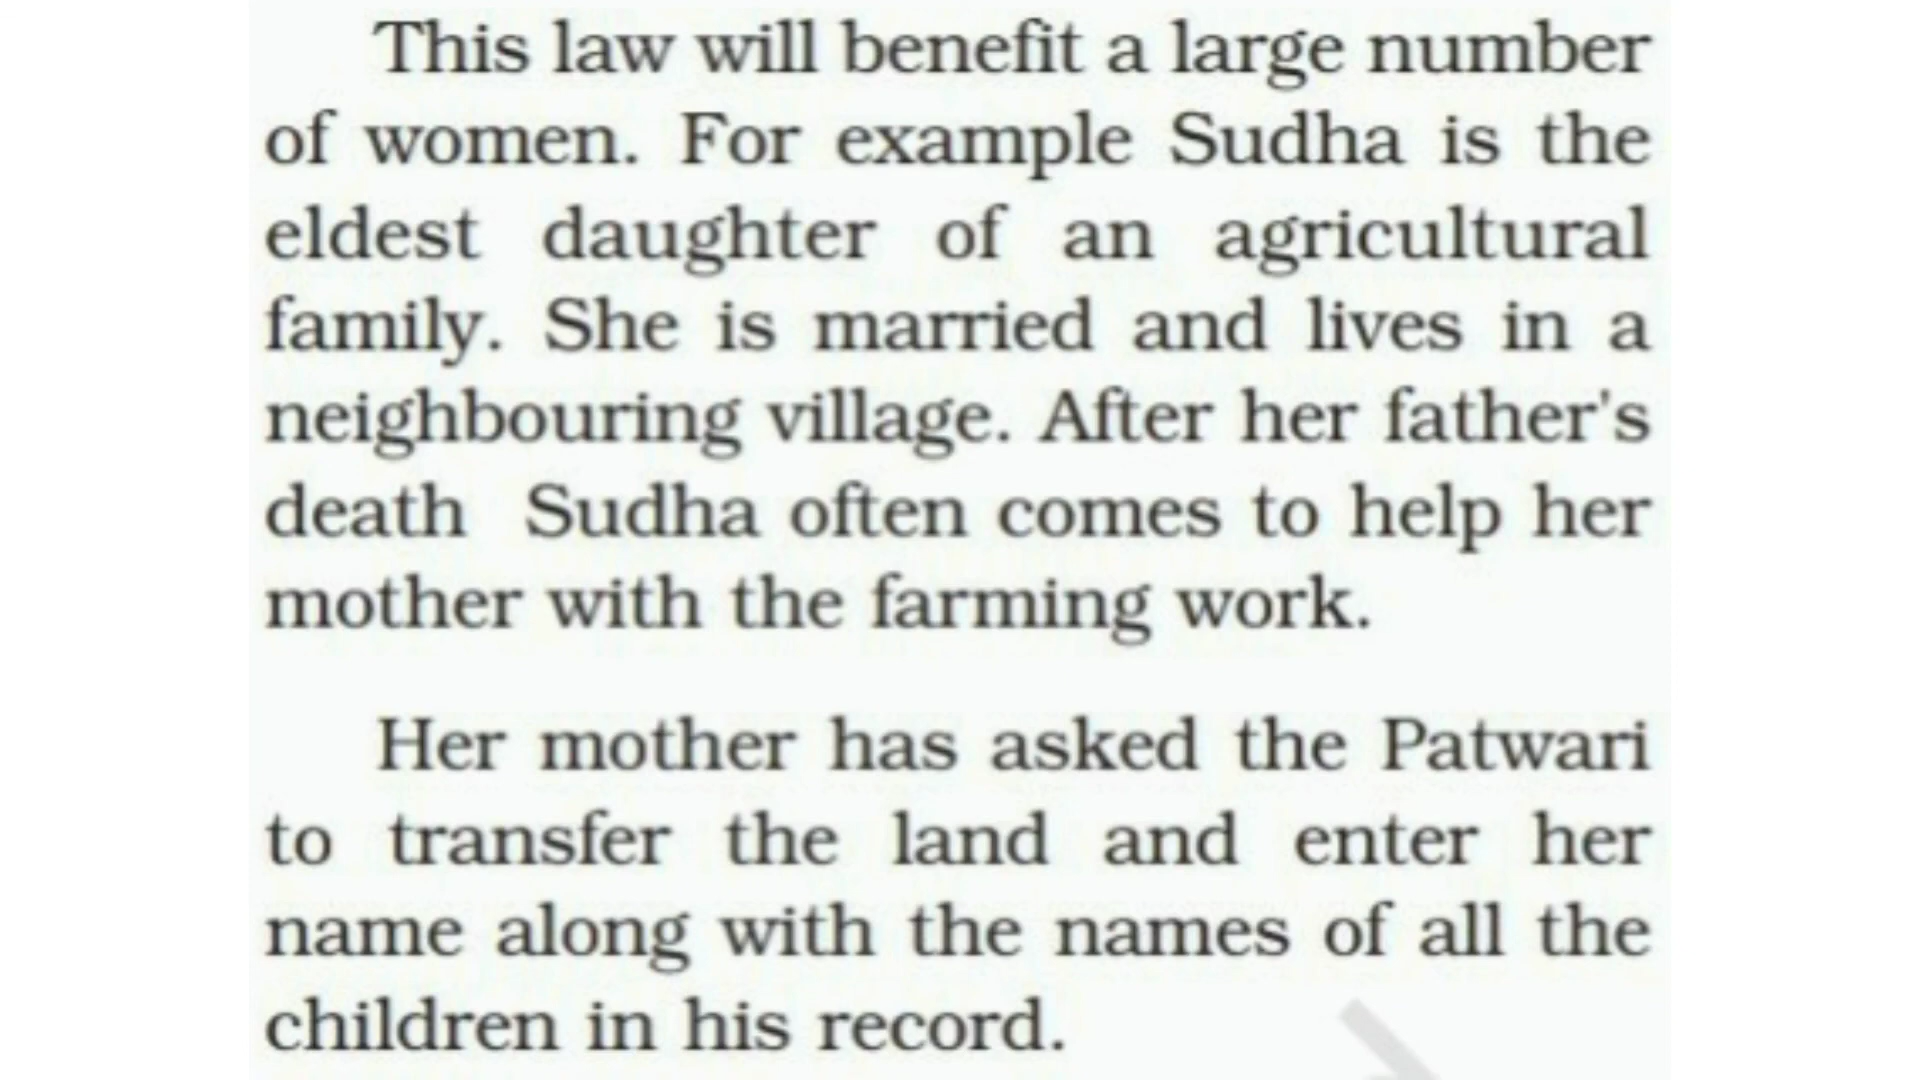 This law will benefit a large number
of women. For example Sudha is the
eldest daughter of an agricultural
family. She is married and lives in a
neighbouring village. After her father's
death Sudha often comes to help her
mother with the farming work.
Her mother has asked the Patwari
to transfer the land and enter her
name along with the names of all the
children in his record.